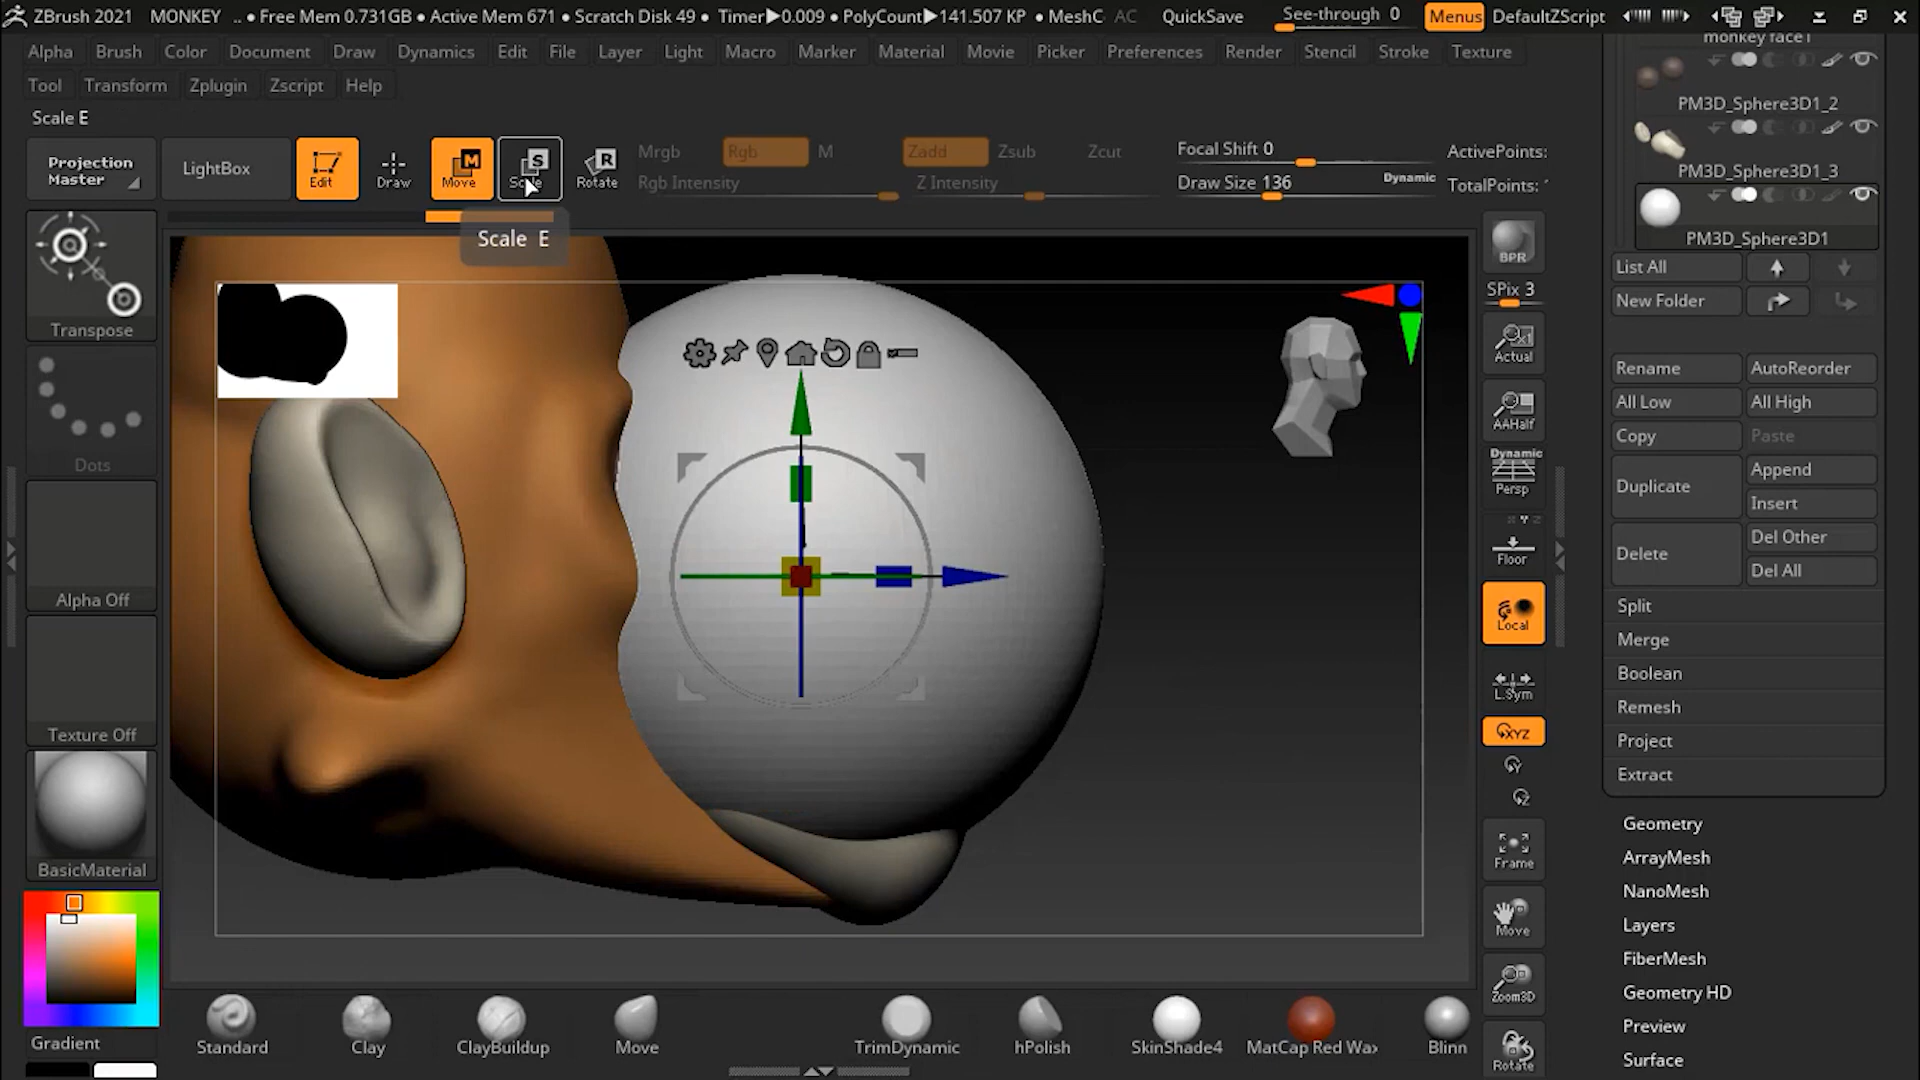 ZBrush 2021 MONKEY .. • Free Mem 0.731GB • Active Mem 671 • Scratch Disk 49 • Timer▶0.009 • PolyCount▶141.507 KP • MeshC AC QuickSave See-through 0 Menus DefaultZScript
Alpha Brush Color Document Draw Dynamics Edit File Layer Light Macro Marker Material Movie Picker Preferences Render Stencil Stroke Texture
Tool Transform Zplugin Zscript Help
Scale E
Projection Master
LightBox
Edit
Draw
Move
Scale
Rotate
Mrgb Rgb M
Rgb Intensity
Zadd Zsub Zcut
Z Intensity
Focal Shift 0
Draw Size 136 Dynamic
ActivePoints:
TotalPoints:
Scale E
Transpose
Dots
Alpha Off
Texture Off
BasicMaterial
Gradient
BPR
SPix 3
Actual
AAHalf
Dynamic
Persp
Floor
Local
L.Sym
XYZ
Y
Z
Frame
Move
Zoom3D
Rotate
monkey face1
PM3D_Sphere3D1_2
PM3D_Sphere3D1_3
PM3D_Sphere3D1
List All
New Folder
Rename AutoReorder
All Low All High
Copy Paste
Duplicate Append
Insert
Delete Del Other
Del All
Split
Merge
Boolean
Remesh
Project
Extract
Geometry
ArrayMesh
NanoMesh
Layers
FiberMesh
Geometry HD
Preview
Surface
Standard Clay ClayBuildup Move TrimDynamic hPolish SkinShade4 MatCap Red Wax Blinn